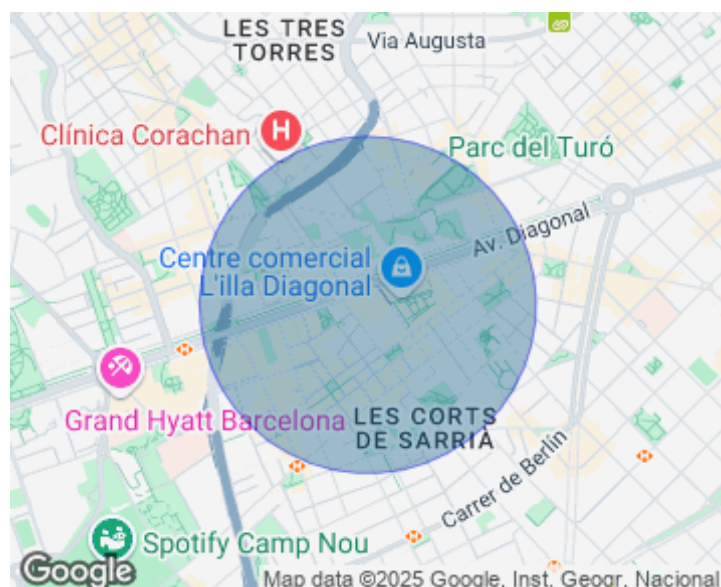 LES TRES
TORRES
Via Augusta
Clínica Corachan
H
Parc del Turó
Av. Diagonal
Centre comercial
L'illa Diagonal
Grand Hyatt Barcelona
LES CORTS
DE SARRIÀ
Carrer de Berlín
Spotify Camp Nou
Google
Map data ©2025 Google, Inst. Geogr. Nacional